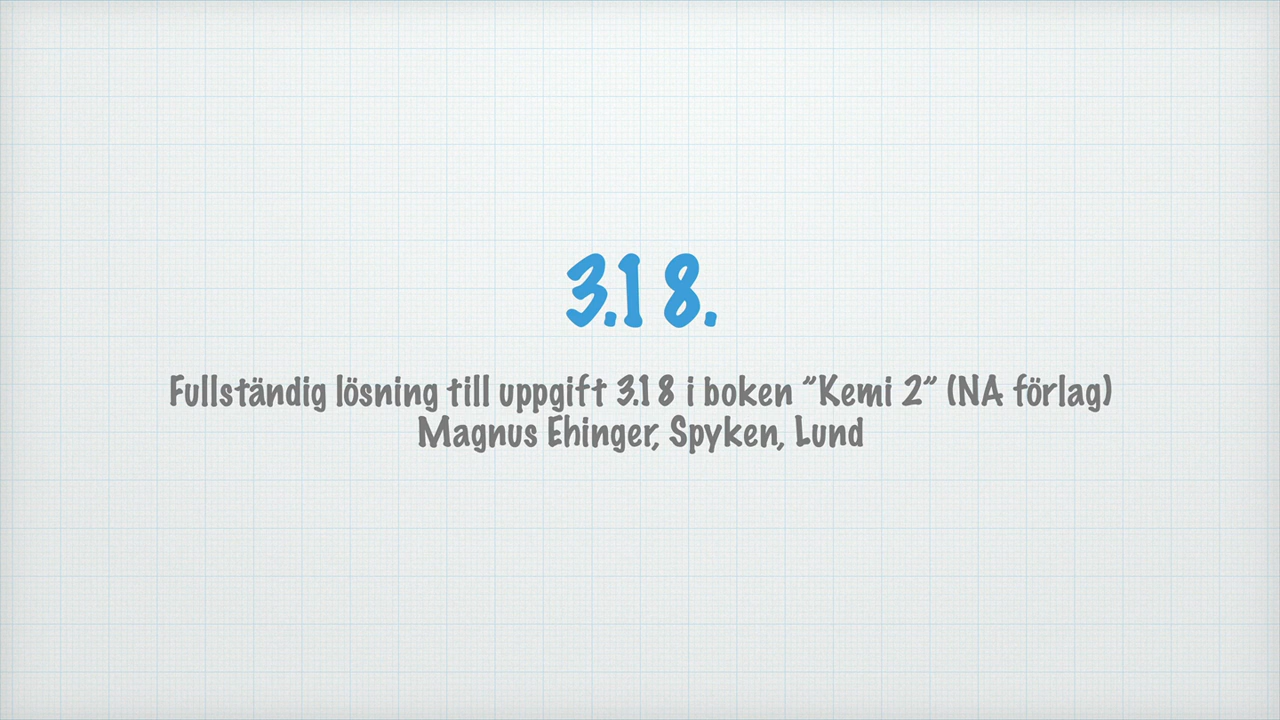 3.18.
Fullständig lösning till uppgift 3.18 i boken ”Kemi 2” (NA förlag)
Magnus Ehinger, Spyken, Lund